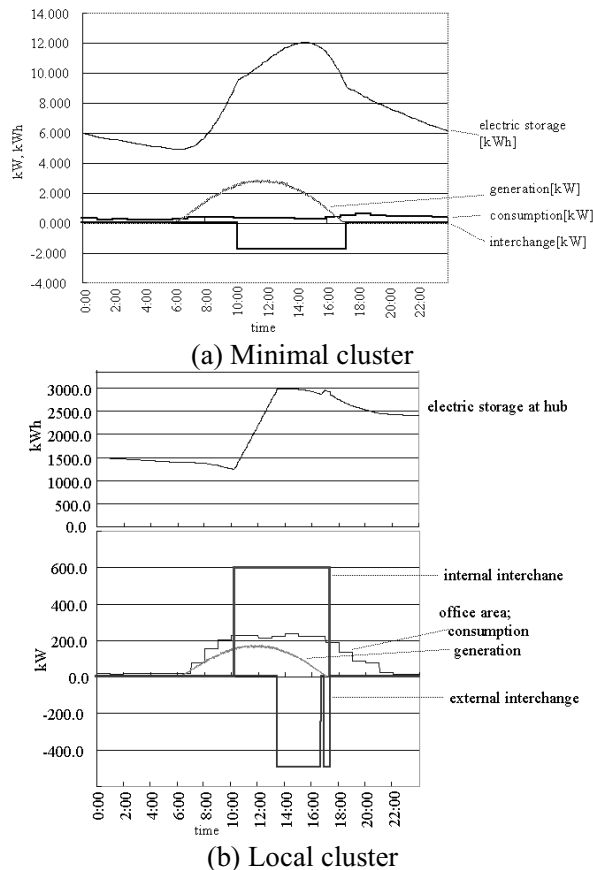 14.000
12.000
10.000
8.000
6.000
4.000
2.000
0.000
-2.000
-4.000
kW, kWh
electric storage
[kWh]
generation[kW]
consumption[kW]
interchange[kW]
0:00
2:00
4:00
6:00
8:00
10:00
12:00
14:00
16:00
18:00
20:00
22:00
time
(a) Minimal cluster
3000.0
2500.0
2000.0
1500.0
1000.0
500.0
0.0
kWh
electric storage at hub
600.0
400.0
200.0
0.0
-200.0
-400.0
kW
internal interchane
office area;
consumption
generation
external interchange
0:00
2:00
4:00
6:00
8:00
10:00
12:00
14:00
16:00
18:00
20:00
22:00
time
(b) Local cluster